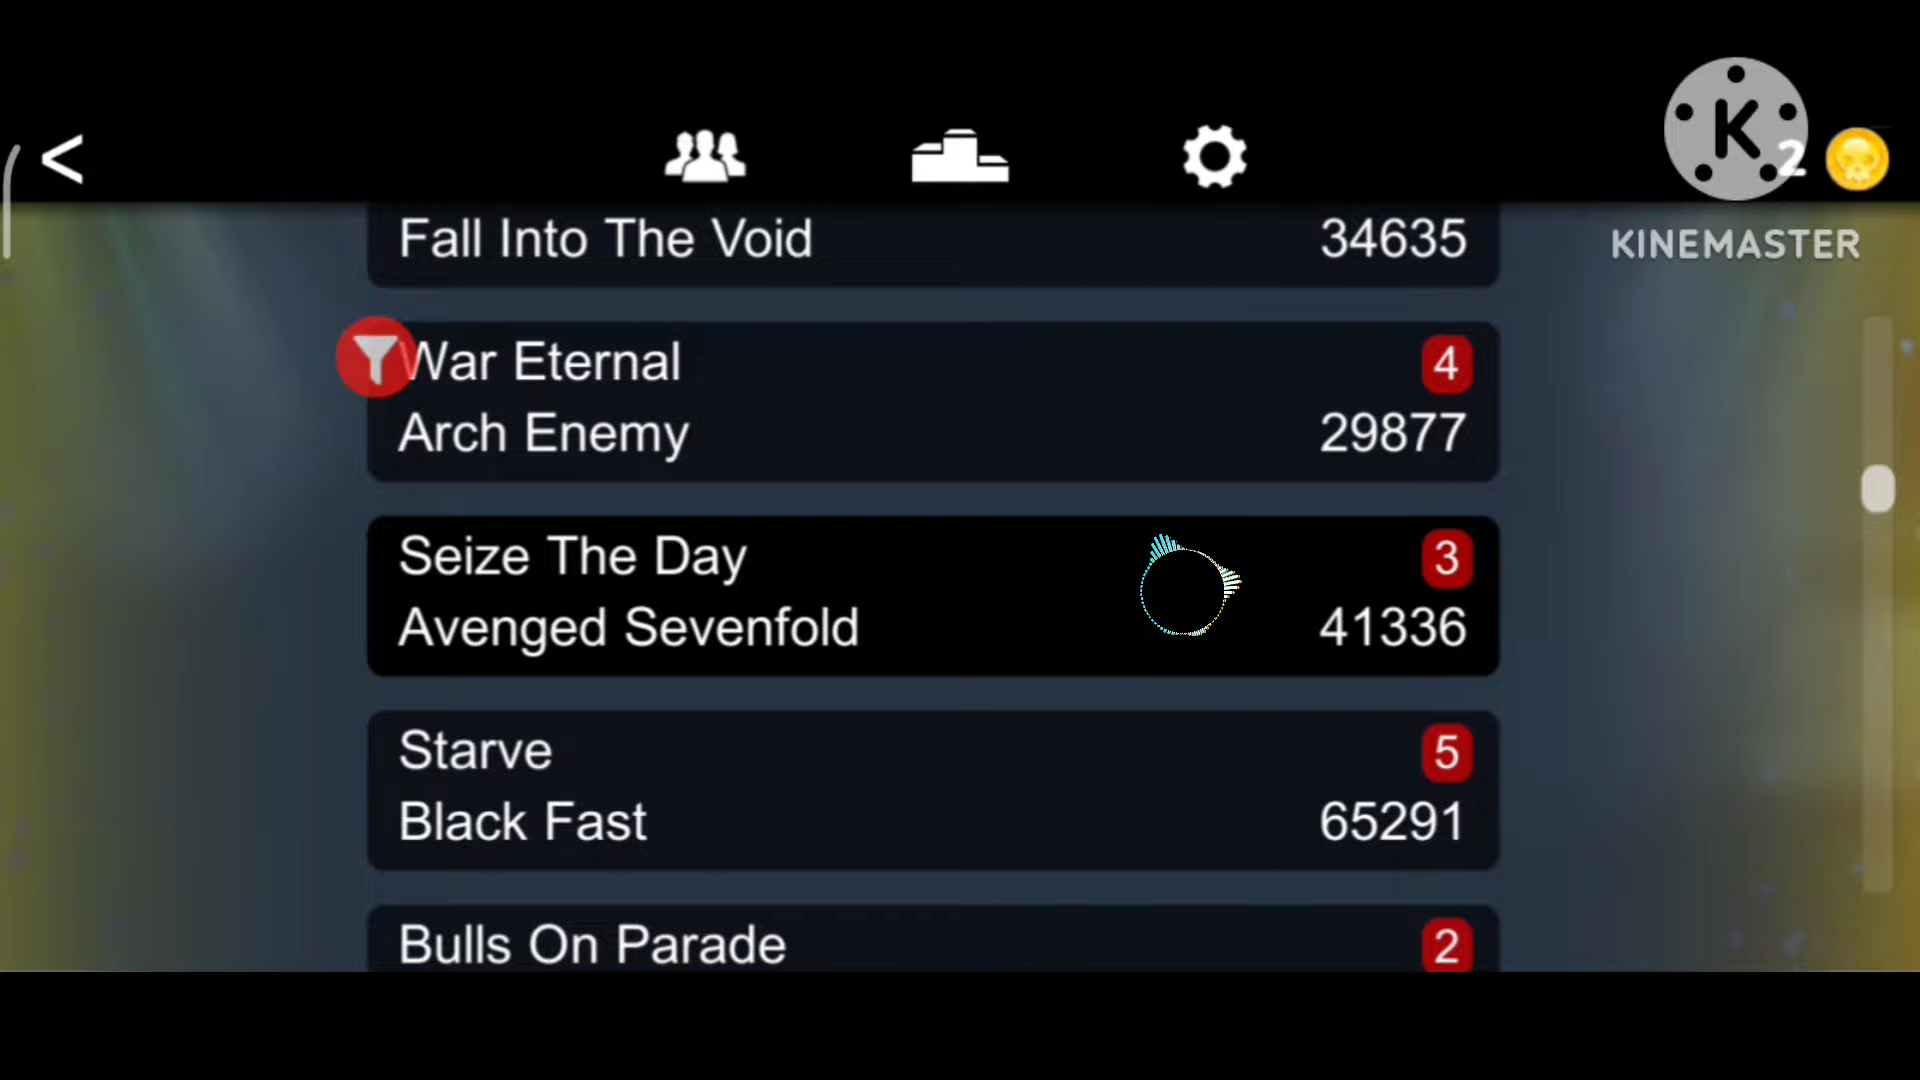 <
K
2
KINEMASTER
Fall Into The Void 34635
War Eternal 4
Arch Enemy 29877
Seize The Day 3
Avenged Sevenfold 41336
Starve 5
Black Fast 65291
Bulls On Parade 2